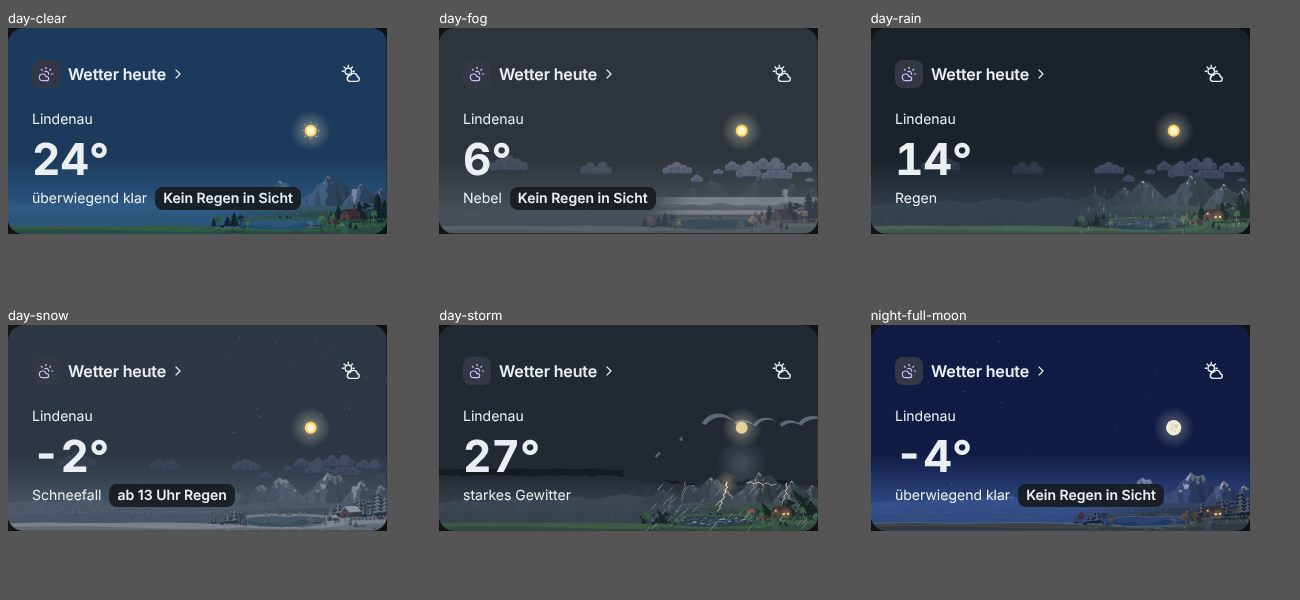 day-clear
Wetter heute
Lindenau
24°
überwiegend klar Kein Regen in Sicht
day-fog
Wetter heute
Lindenau
6°
Nebel Kein Regen in Sicht
day-rain
Wetter heute
Lindenau
14°
Regen
day-snow
Wetter heute
Lindenau
-2°
Schneefall ab 13 Uhr Regen
day-storm
Wetter heute
Lindenau
27°
starkes Gewitter
night-full-moon
Wetter heute
Lindenau
-4°
überwiegend klar Kein Regen in Sicht